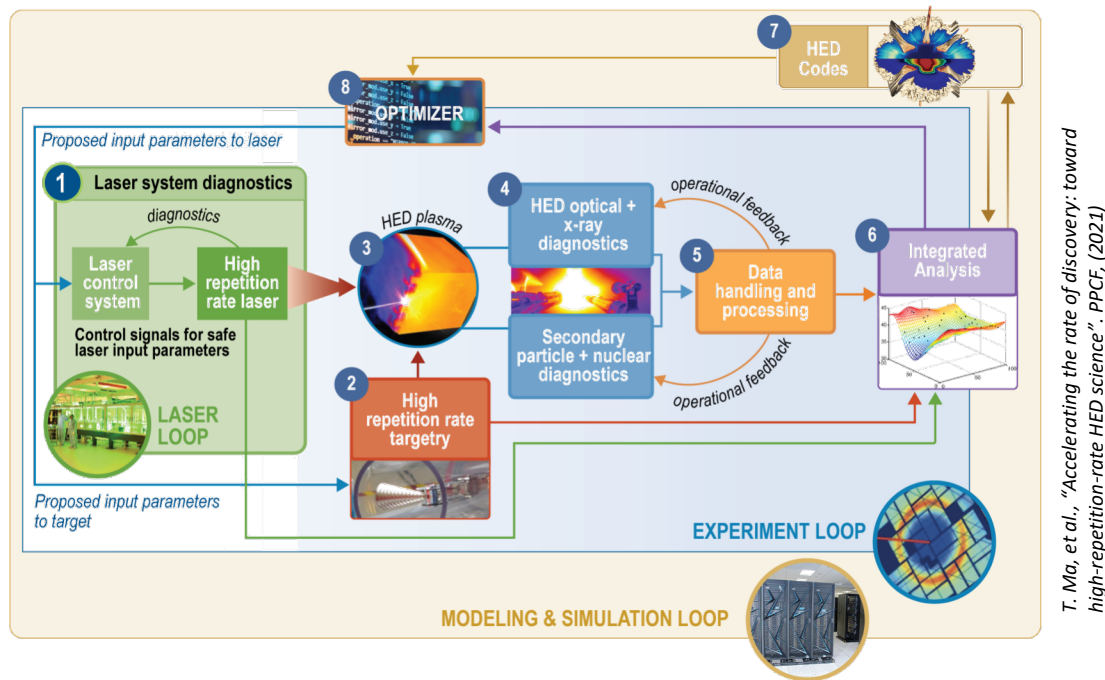 7
HED
Codes
8
OPTIMIZER
Proposed input parameters to laser
1
Laser system diagnostics
diagnostics
Laser
control
system
High
repetition
rate laser
Control signals for safe
laser input parameters
LASER
LOOP
HED plasma
3
2
High
repetition rate
targetry
4
HED optical +
x-ray
diagnostics
Secondary
particle + nuclear
diagnostics
operational feedback
5
Data
handling and
processing
operational feedback
6
Integrated
Analysis
Proposed input parameters
to target
EXPERIMENT LOOP
MODELING & SIMULATION LOOP
T. Ma, et al., “Accelerating the rate of discovery: toward
high-repetition-rate HED science”. PPCF, (2021)